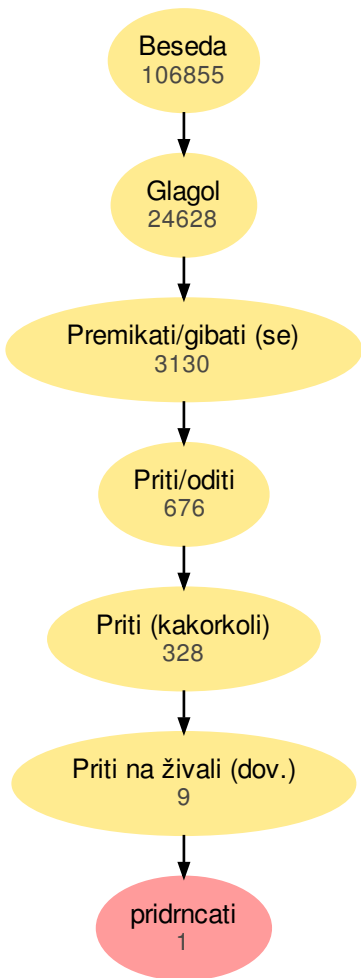 Beseda
106855
Glagol
24628
Premikati/gibati (se)
3130
Priti/oditi
676
Priti (kakorkoli)
328
Priti na živali (dov.)
9
pridrncati
1